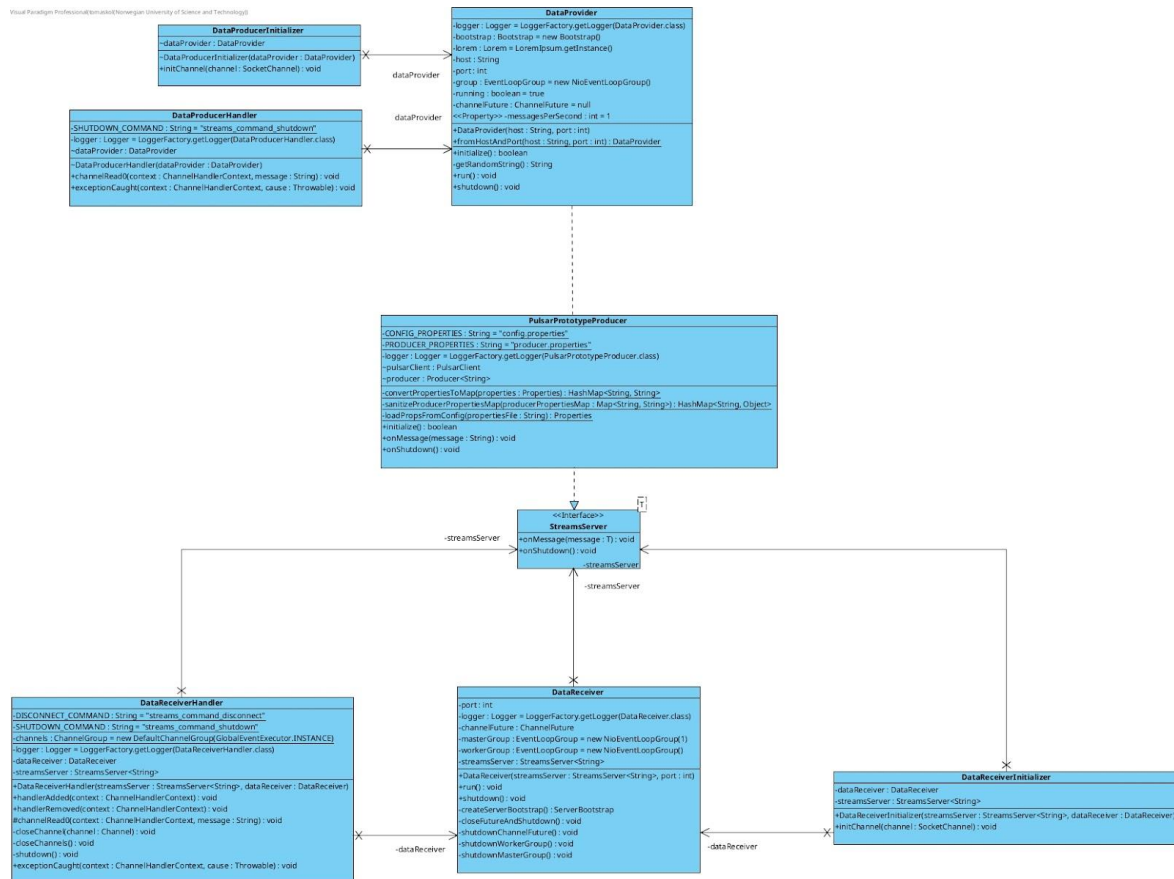 Visual Paradigm Professional(tomaskol(Norwegian University of Science and Technology))
DataProducerInitializer
~dataProvider : DataProvider
~DataProducerInitializer(dataProvider : DataProvider)
+initChannel(channel : SocketChannel) : void
dataProvider
DataProducerHandler
-SHUTDOWN_COMMAND : String = "streams_command_shutdown"
-logger : Logger = LoggerFactory.getLogger(DataProducerHandler.class)
~dataProvider : DataProvider
~DataProducerHandler(dataProvider : DataProvider)
+channelRead0(context : ChannelHandlerContext, message : String) : void
+exceptionCaught(context : ChannelHandlerContext, cause : Throwable) : void
dataProvider
DataProvider
-logger : Logger = LoggerFactory.getLogger(DataProvider.class)
-bootstrap : Bootstrap = new Bootstrap()
-lorem : Lorem = LoremIpsum.getInstance()
-host : String
-port : int
-group : EventLoopGroup = new NioEventLoopGroup()
-running : boolean = true
-channelFuture : ChannelFuture = null
<<Property>> -messagesPerSecond : int = 1
+DataProvider(host : String, port : int)
+fromHostAndPort(host : String, port : int) : DataProvider
+initialize() : boolean
-getRandomString() : String
+run() : void
+shutdown() : void
PulsarPrototypeProducer
-CONFIG_PROPERTIES : String = "config.properties"
-PRODUCER_PROPERTIES : String = "producer.properties"
-logger : Logger = LoggerFactory.getLogger(PulsarPrototypeProducer.class)
~pulsarClient : PulsarClient
~producer : Producer<String>
-convertPropertiesToMap(properties : Properties) : HashMap<String, String>
-sanitizeProducerPropertiesMap(producerPropertiesMap : Map<String, String>) : HashMap<String, Object>
-loadPropsFromConfig(propertiesFile : String) : Properties
+initialize() : boolean
+onMessage(message : String) : void
+onShutdown() : void
T
<<Interface>>
StreamsServer
+onMessage(message : T) : void
+onShutdown() : void
-streamsServer
-streamsServer
-streamsServer
DataReceiverHandler
-DISCONNECT_COMMAND : String = "streams_command_disconnect"
-SHUTDOWN_COMMAND : String = "streams_command_shutdown"
-channels : ChannelGroup = new DefaultChannelGroup(GlobalEventExecutor.INSTANCE)
-logger : Logger = LoggerFactory.getLogger(DataReceiverHandler.class)
-dataReceiver : DataReceiver
-streamsServer : StreamsServer<String>
+DataReceiverHandler(streamsServer : StreamsServer<String>, dataReceiver : DataReceiver)
+handlerAdded(context : ChannelHandlerContext) : void
+handlerRemoved(context : ChannelHandlerContext) : void
#channelRead0(context : ChannelHandlerContext, message : String) : void
-closeChannel(channel : Channel) : void
-closeChannels() : void
-shutdown() : void
+exceptionCaught(context : ChannelHandlerContext, cause : Throwable) : void
-dataReceiver
DataReceiver
-port : int
-logger : Logger = LoggerFactory.getLogger(DataReceiver.class)
-channelFuture : ChannelFuture
-masterGroup : EventLoopGroup = new NioEventLoopGroup(1)
-workerGroup : EventLoopGroup = new NioEventLoopGroup()
-streamsServer : StreamsServer<String>
+DataReceiver(streamsServer : StreamsServer<String>, port : int)
+run() : void
+shutdown() : void
-createServerBootstrap() : ServerBootstrap
-closeFutureAndShutdown() : void
-shutdownChannelFuture() : void
-shutdownWorkerGroup() : void
-shutdownMasterGroup() : void
-dataReceiver
DataReceiverInitializer
-dataReceiver : DataReceiver
-streamsServer : StreamsServer<String>
+DataReceiverInitializer(streamsServer : StreamsServer<String>, dataReceiver : DataReceiver)
+initChannel(channel : SocketChannel) : void